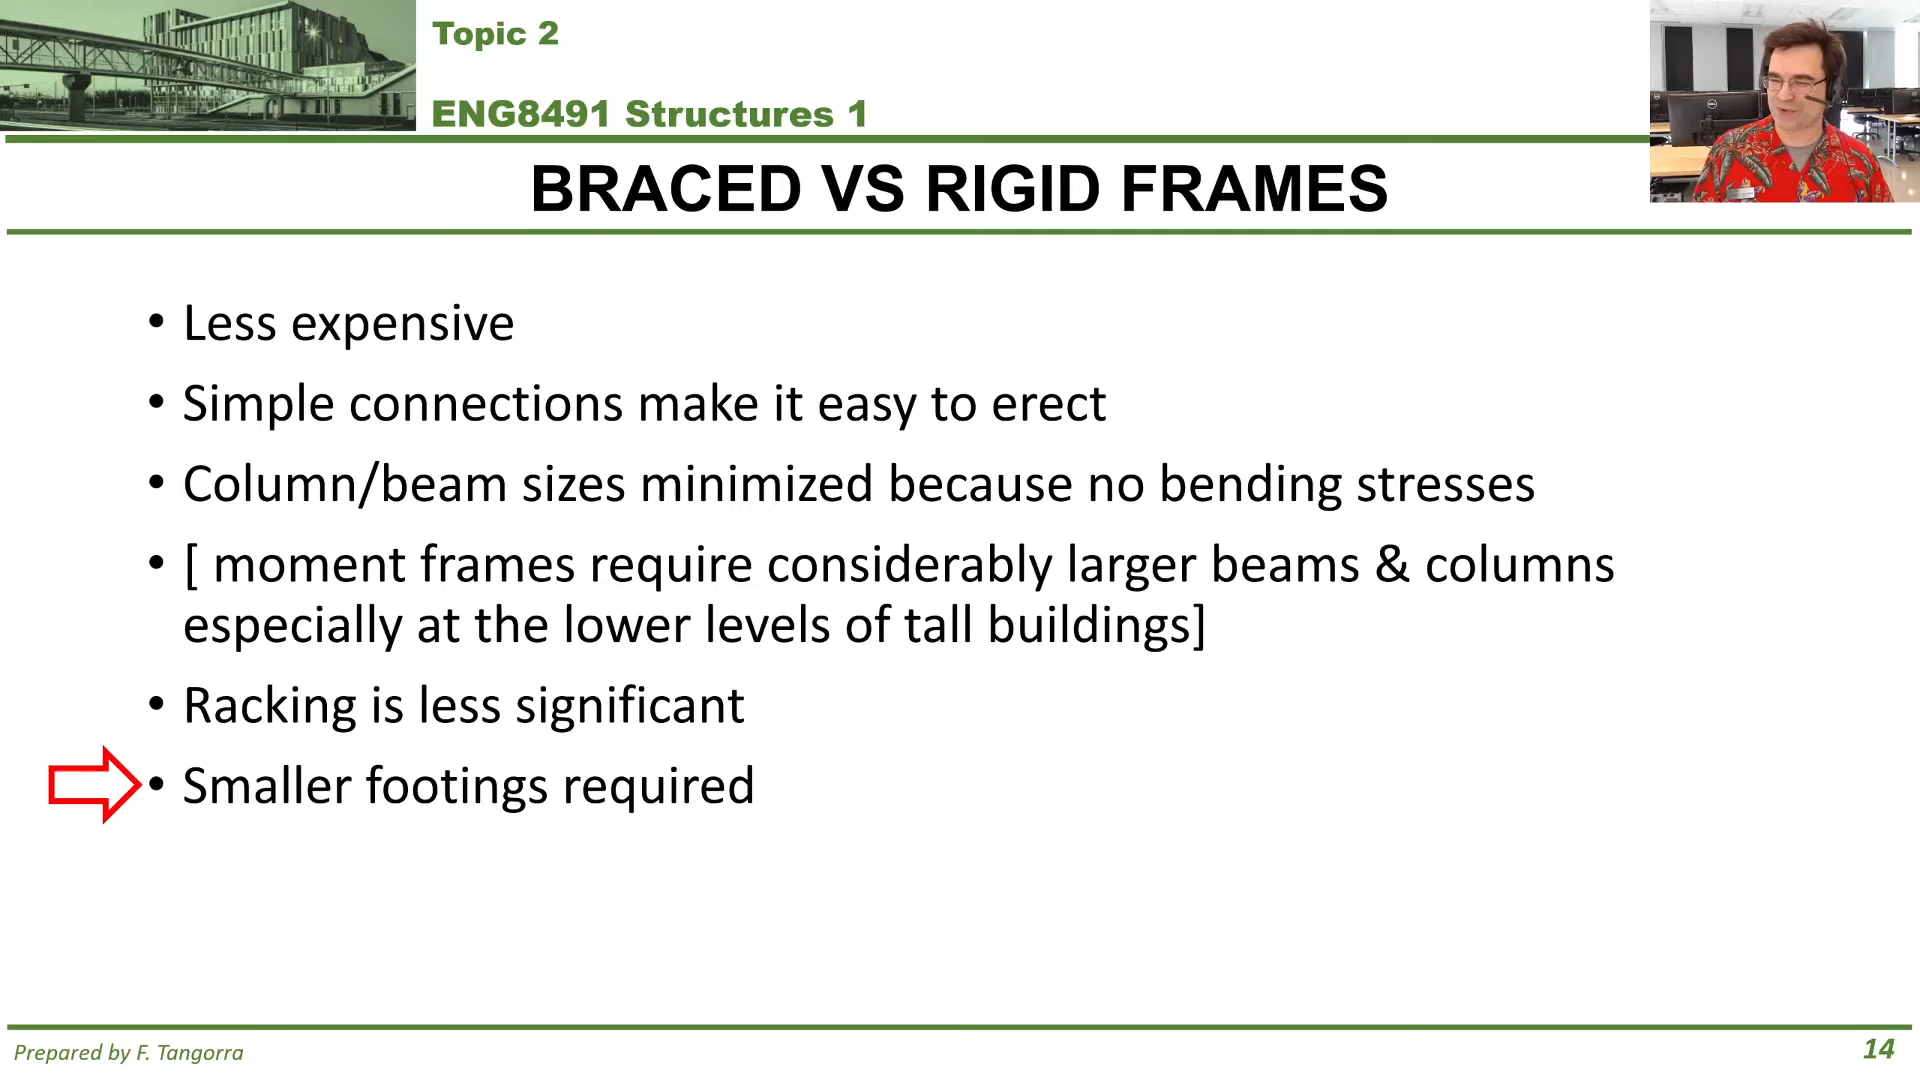 Topic 2
ENG8491 Structures 1
BRACED VS RIGID FRAMES
• Less expensive
• Simple connections make it easy to erect
• Column/beam sizes minimized because no bending stresses
• [ moment frames require considerably larger beams & columns
especially at the lower levels of tall buildings]
• Racking is less significant
• Smaller footings required
Prepared by F. Tangorra
14